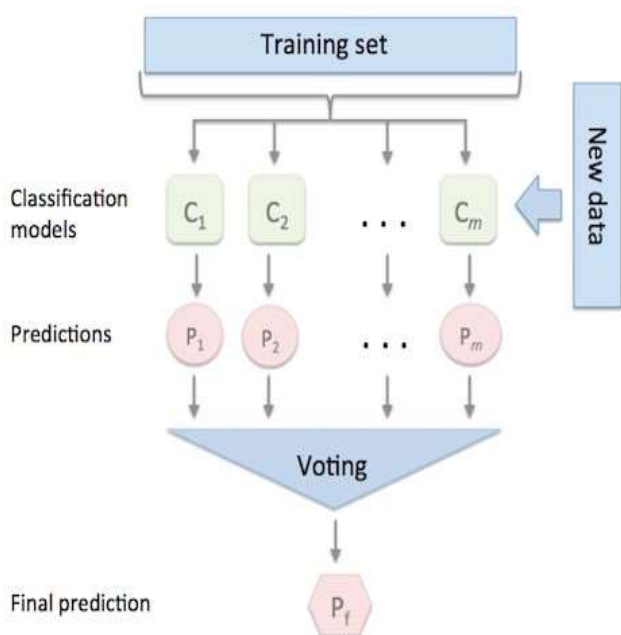 Training set
New data
Classification
models
C1 C2 . . . Cm
Predictions
P1 P2 . . . Pm
Voting
Final prediction
Pf